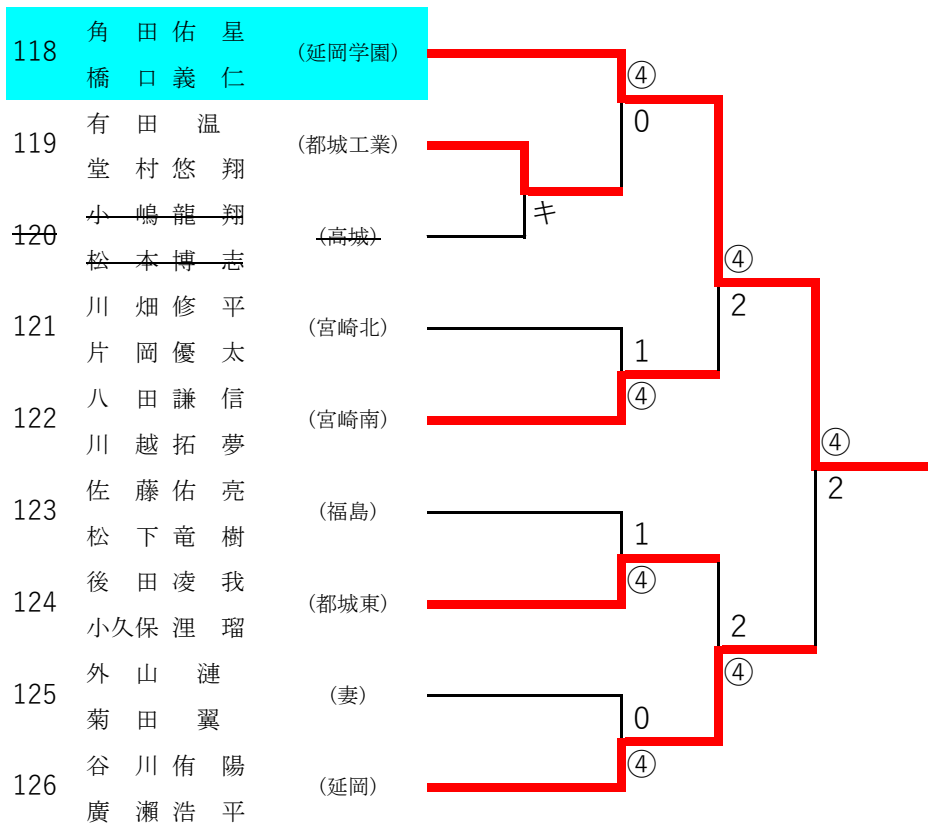 118 角田佑星 (延岡学園)
橋口義仁
④
0
119 有田温 (都城工業)
堂村悠翔
120 小嶋龍翔 (高城)
松本博志
キ
④
2
121 川畑修平 (宮崎北)
片岡優太
1
④
122 八田謙信 (宮崎南)
川越拓夢
④
2
123 佐藤佑亮 (福島)
松下竜樹
1
④
124 後田凌我 (都城東)
小久保浬瑠
2
④
125 外山漣 (妻)
菊田翼
0
④
126 谷川侑陽 (延岡)
廣瀨浩平